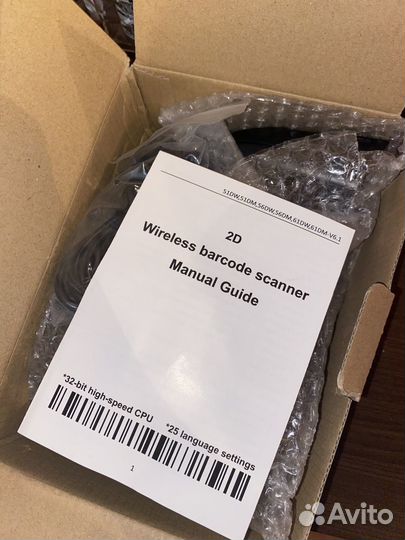 51DW,51DM,56DW,56DM,61DW,61DM-V6.1
2D
Wireless barcode scanner
Manual Guide
*32-bit high-speed CPU *25 language settings
1
Avito